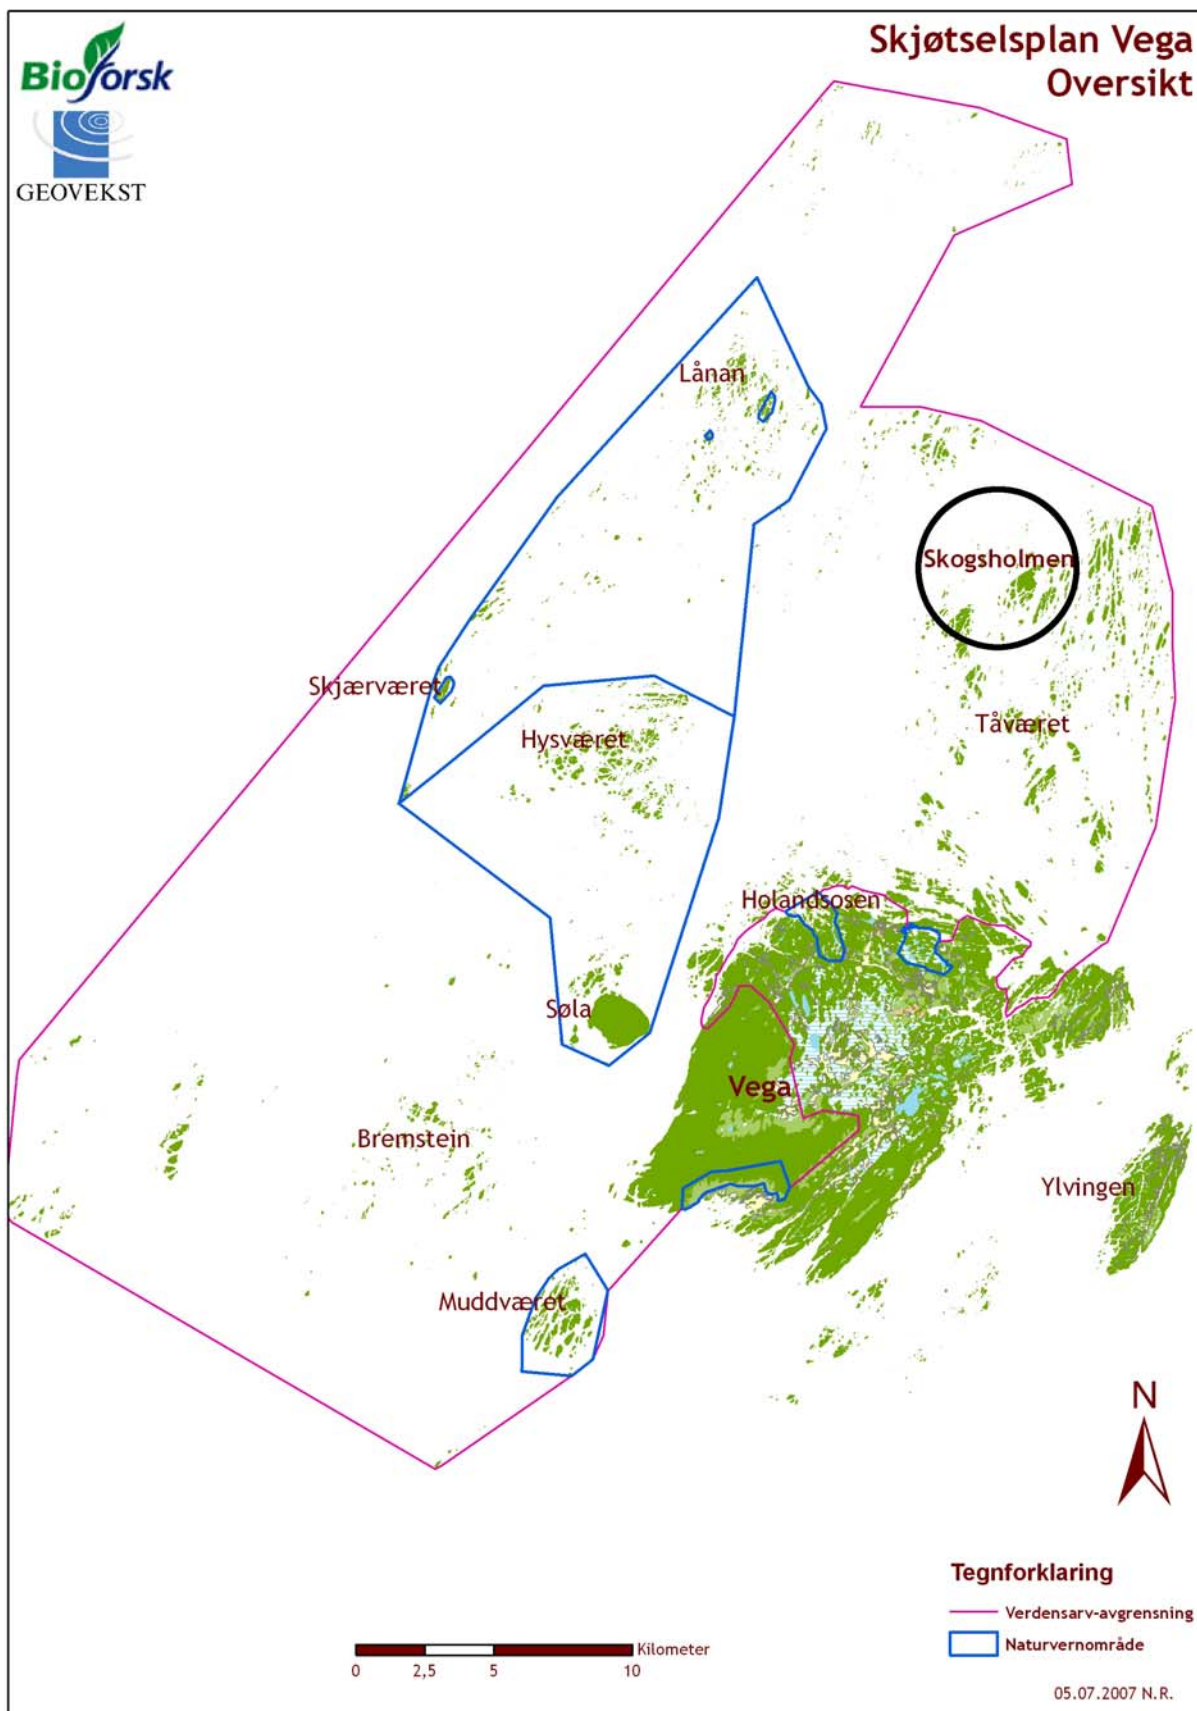 Skjøtselsplan Vega
Oversikt
Bioforsk
GEOVEKST
Lånan
Skogsholmen
Skjærværet
Tåværet
Hysværet
Holandsosen
Søla
Vega
Bremstein
Ylvingen
Muddværet
N
Tegnforklaring
Verdensarv-avgrensning
Naturvernområde
Kilometer
0 2,5 5 10
05.07.2007 N.R.